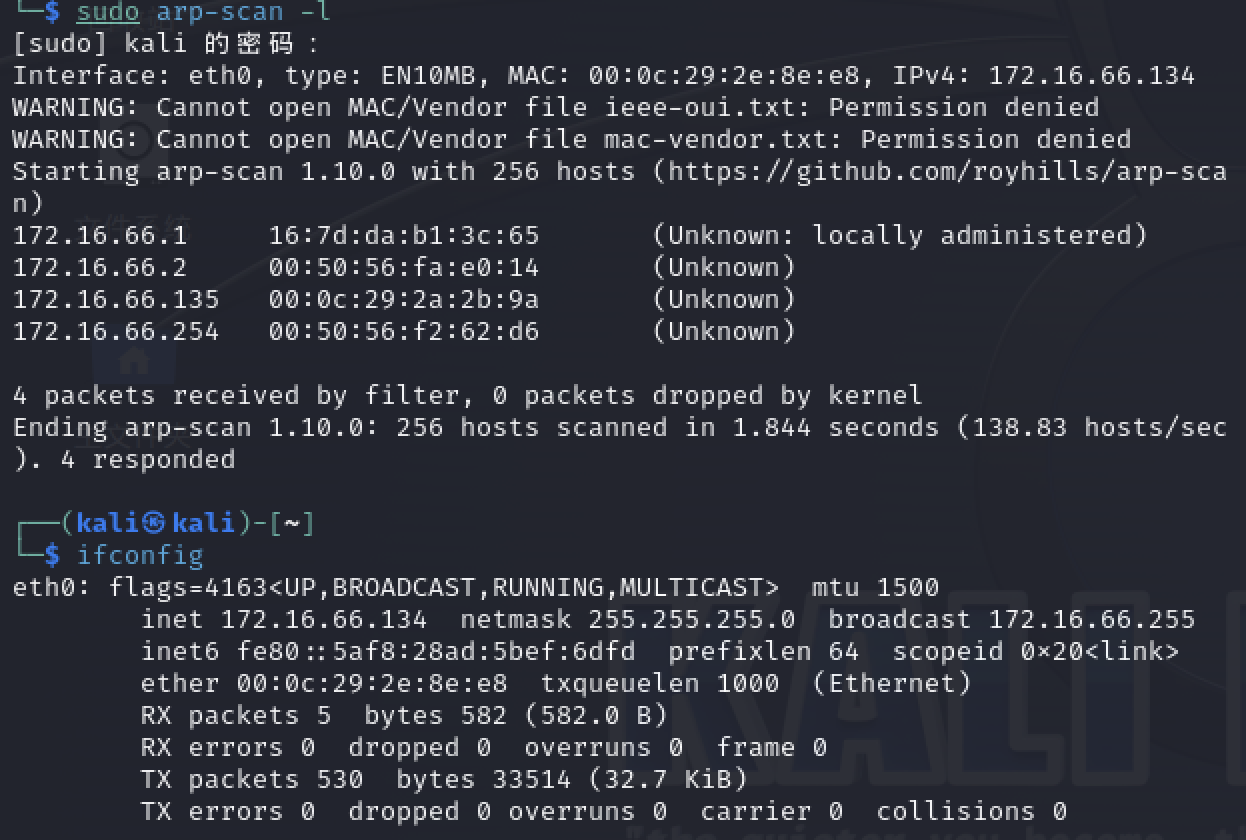 └─$ sudo arp-scan -l
[sudo] kali 的密码：
Interface: eth0, type: EN10MB, MAC: 00:0c:29:2e:8e:e8, IPv4: 172.16.66.134
WARNING: Cannot open MAC/Vendor file ieee-oui.txt: Permission denied
WARNING: Cannot open MAC/Vendor file mac-vendor.txt: Permission denied
Starting arp-scan 1.10.0 with 256 hosts (https://github.com/royhills/arp-sca
n)
172.16.66.1     16:7d:da:b1:3c:65       (Unknown: locally administered)
172.16.66.2     00:50:56:fa:e0:14       (Unknown)
172.16.66.135   00:0c:29:2a:2b:9a       (Unknown)
172.16.66.254   00:50:56:f2:62:d6       (Unknown)
4 packets received by filter, 0 packets dropped by kernel
Ending arp-scan 1.10.0: 256 hosts scanned in 1.844 seconds (138.83 hosts/sec
). 4 responded
┌──(kali㉿kali)-[~]
└─$ ifconfig
eth0: flags=4163<UP,BROADCAST,RUNNING,MULTICAST>  mtu 1500
        inet 172.16.66.134  netmask 255.255.255.0  broadcast 172.16.66.255
        inet6 fe80::5af8:28ad:5bef:6dfd  prefixlen 64  scopeid 0x20<link>
        ether 00:0c:29:2e:8e:e8  txqueuelen 1000  (Ethernet)
        RX packets 5  bytes 582 (582.0 B)
        RX errors 0  dropped 0  overruns 0  frame 0
        TX packets 530  bytes 33514 (32.7 KiB)
        TX errors 0  dropped 0 overruns 0  carrier 0  collisions 0
文件系统
KALI